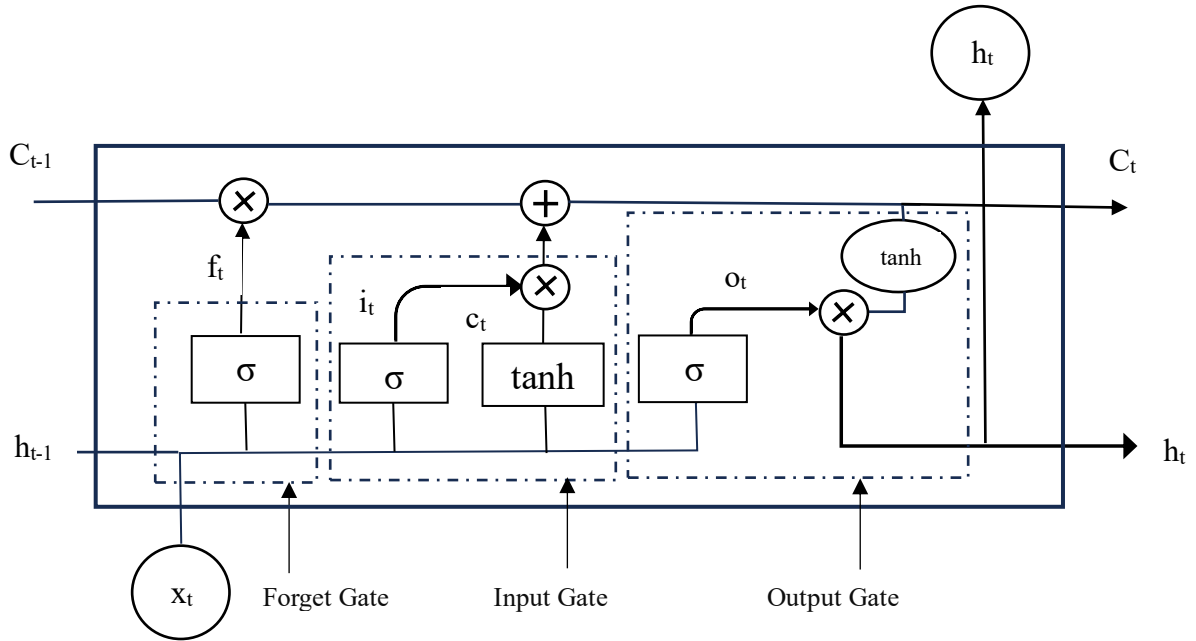 hₜ
Cₜ₋₁
Cₜ
×
+
tanh
fₜ
iₜ
×
cₜ
oₜ
×
σ
σ
tanh
σ
hₜ₋₁
hₜ
xₜ
Forget Gate
Input Gate
Output Gate